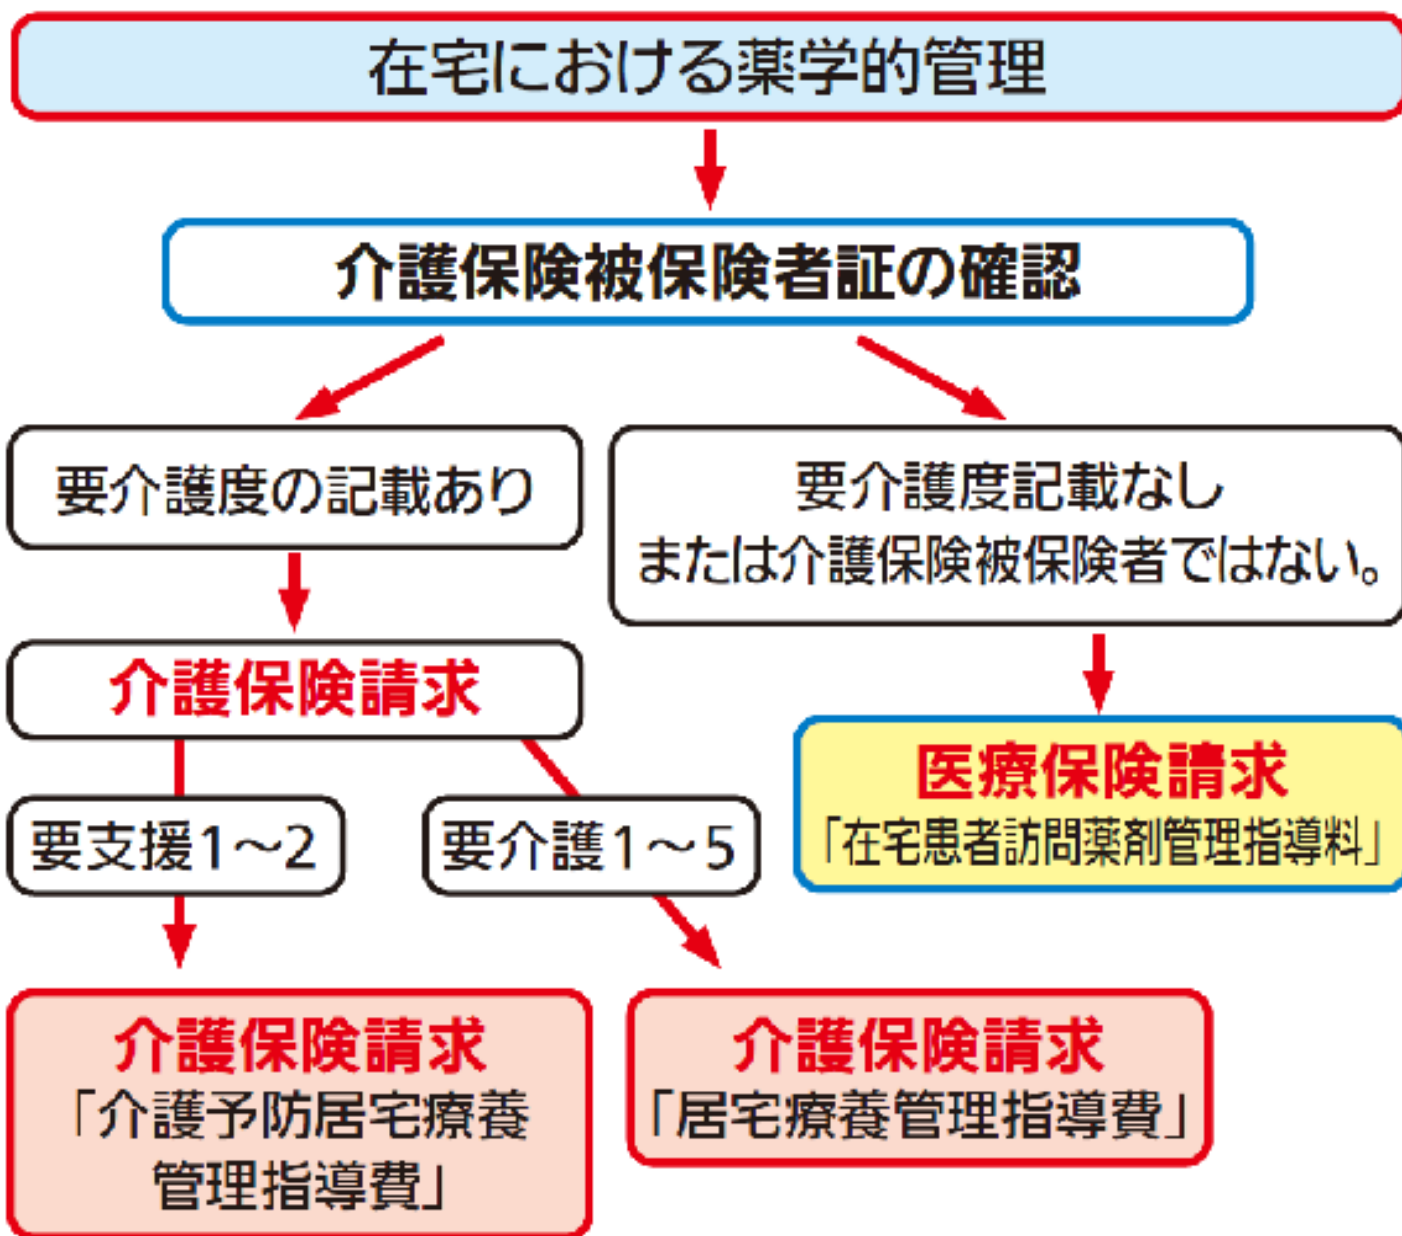 在宅における薬学的管理
介護保険被保険者証の確認
要介護度の記載あり
要介護度記載なし
または介護保険被保険者ではない。
介護保険請求
医療保険請求
「在宅患者訪問薬剤管理指導料」
要支援1～2
要介護1～5
介護保険請求
「介護予防居宅療養
管理指導費」
介護保険請求
「居宅療養管理指導費」